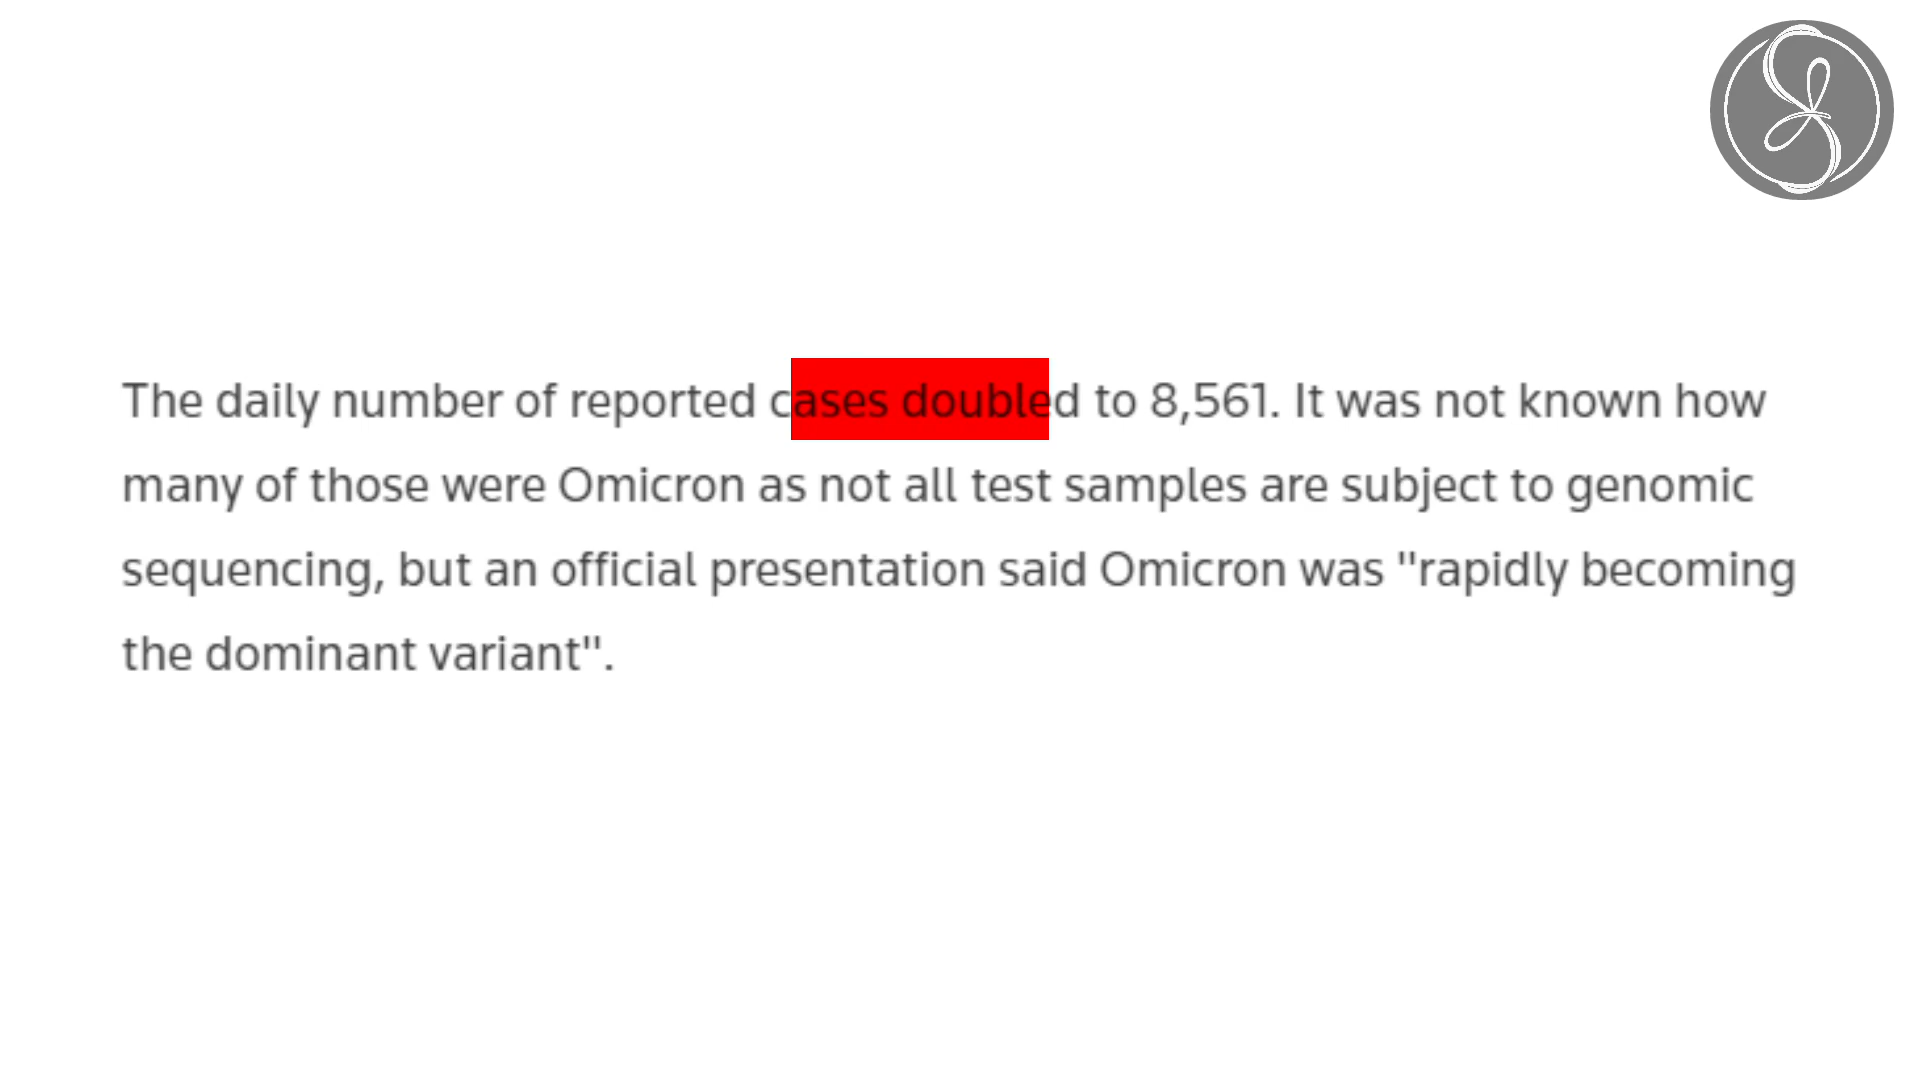 The daily number of reported cases doubled to 8,561. It was not known how
many of those were Omicron as not all test samples are subject to genomic
sequencing, but an official presentation said Omicron was "rapidly becoming
the dominant variant".